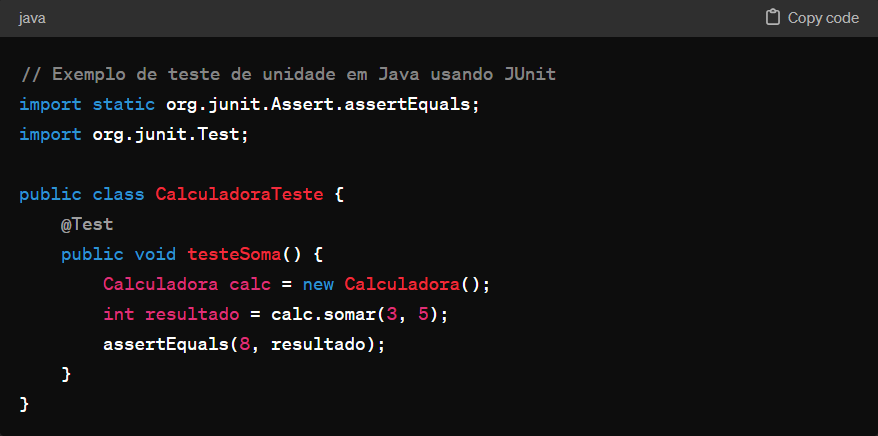 java
Copy code
// Exemplo de teste de unidade em Java usando JUnit
import static org.junit.Assert.assertEquals;
import org.junit.Test;
public class CalculadoraTeste {
    @Test
    public void testeSoma() {
        Calculadora calc = new Calculadora();
        int resultado = calc.somar(3, 5);
        assertEquals(8, resultado);
    }
}